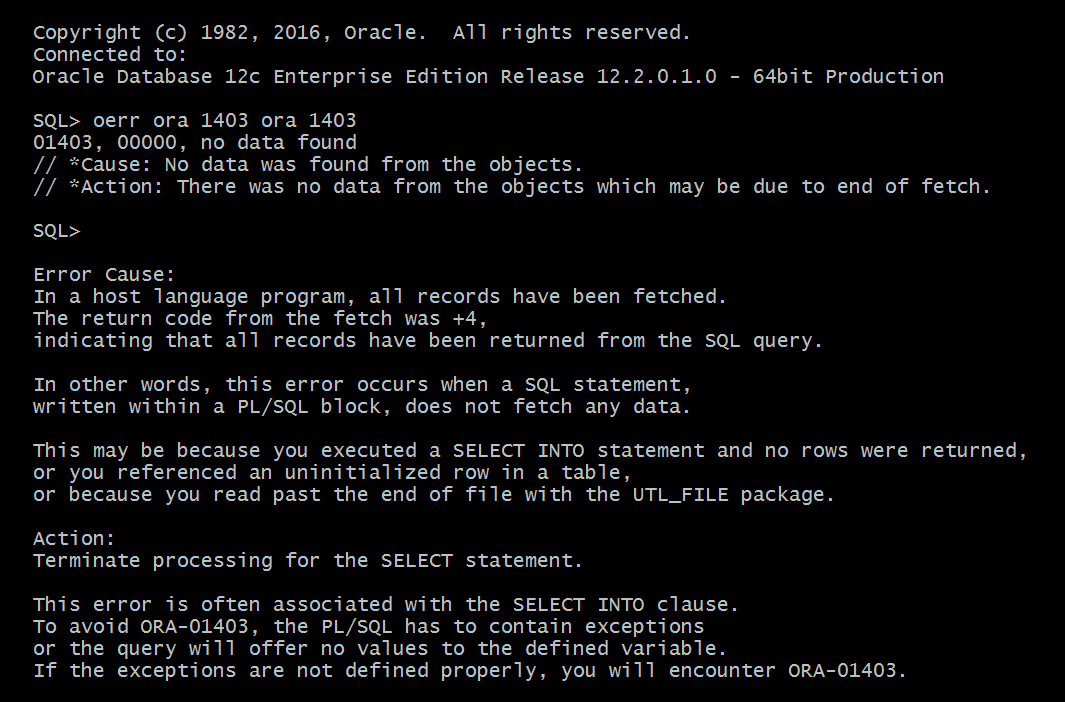 Copyright (c) 1982, 2016, Oracle.  All rights reserved.
Connected to:
Oracle Database 12c Enterprise Edition Release 12.2.0.1.0 - 64bit Production
SQL> oerr ora 1403 ora 1403
01403, 00000, no data found
// *Cause: No data was found from the objects.
// *Action: There was no data from the objects which may be due to end of fetch.
SQL>
Error Cause:
In a host language program, all records have been fetched.
The return code from the fetch was +4,
indicating that all records have been returned from the SQL query.
In other words, this error occurs when a SQL statement,
written within a PL/SQL block, does not fetch any data.
This may be because you executed a SELECT INTO statement and no rows were returned,
or you referenced an uninitialized row in a table,
or because you read past the end of file with the UTL_FILE package.
Action:
Terminate processing for the SELECT statement.
This error is often associated with the SELECT INTO clause.
To avoid ORA-01403, the PL/SQL has to contain exceptions
or the query will offer no values to the defined variable.
If the exceptions are not defined properly, you will encounter ORA-01403.